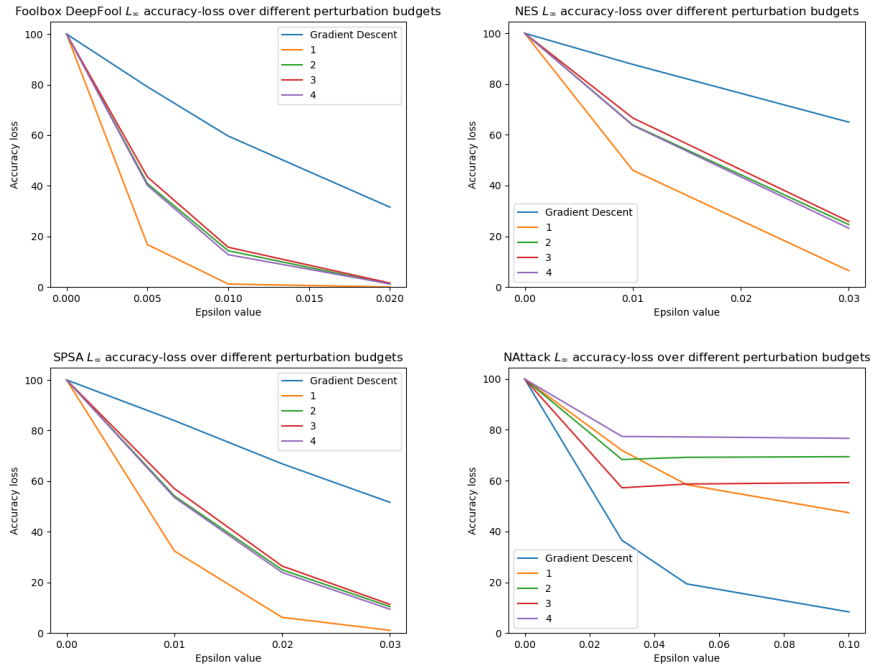 Foolbox DeepFool L∞ accuracy-loss over different perturbation budgets
100
80
60
40
20
0
Accuracy loss
Gradient Descent
1
2
3
4
0.000 0.005 0.010 0.015 0.020
Epsilon value
NES L∞ accuracy-loss over different perturbation budgets
100
80
60
40
20
0
Accuracy loss
Gradient Descent
1
2
3
4
0.00 0.01 0.02 0.03
Epsilon value
SPSA L∞ accuracy-loss over different perturbation budgets
100
80
60
40
20
0
Accuracy loss
Gradient Descent
1
2
3
4
0.00 0.01 0.02 0.03
Epsilon value
NAttack L∞ accuracy-loss over different perturbation budgets
100
80
60
40
20
0
Accuracy loss
Gradient Descent
1
2
3
4
0.00 0.02 0.04 0.06 0.08 0.10
Epsilon value